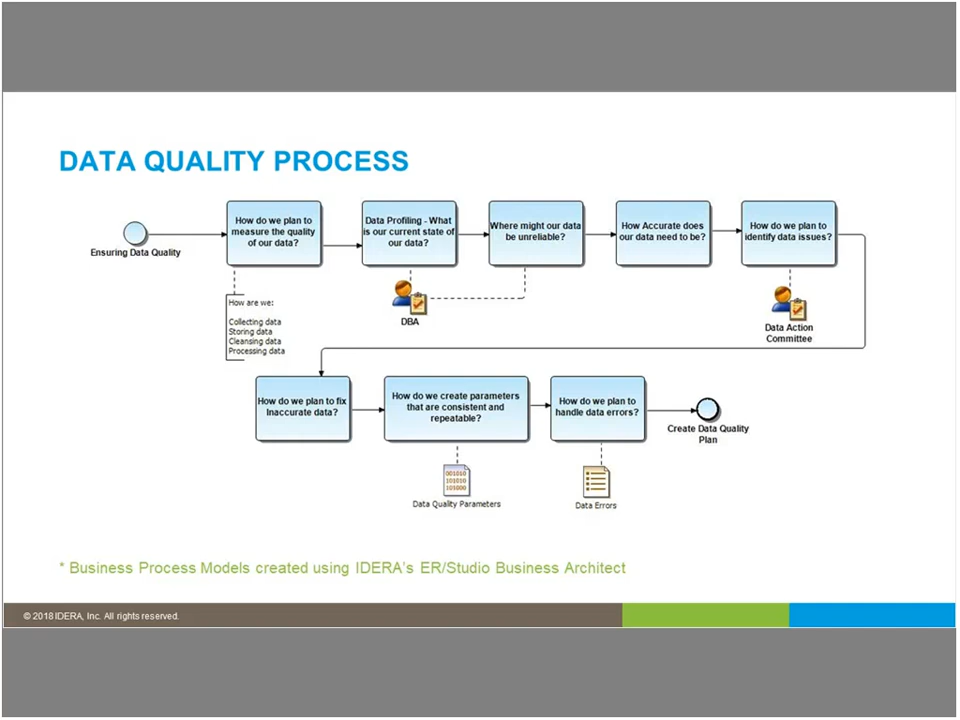 DATA QUALITY PROCESS
Ensuring Data Quality
How do we plan to
measure the quality
of our data?
Data Profiling - What
is our current state of
our data?
Where might our data
be unreliable?
How Accurate does
our data need to be?
How do we plan to
identify data issues?
How are we:
Collecting data
Storing data
Cleansing data
Processing data
DBA
Data Action
Committee
How do we plan to fix
Inaccurate data?
How do we create parameters
that are consistent and
repeatable?
How do we plan to
handle data errors?
Create Data Quality
Plan
001010
101010
101000
Data Quality Parameters
Data Errors
* Business Process Models created using IDERA's ER/Studio Business Architect
© 2018 IDERA, Inc. All rights reserved.